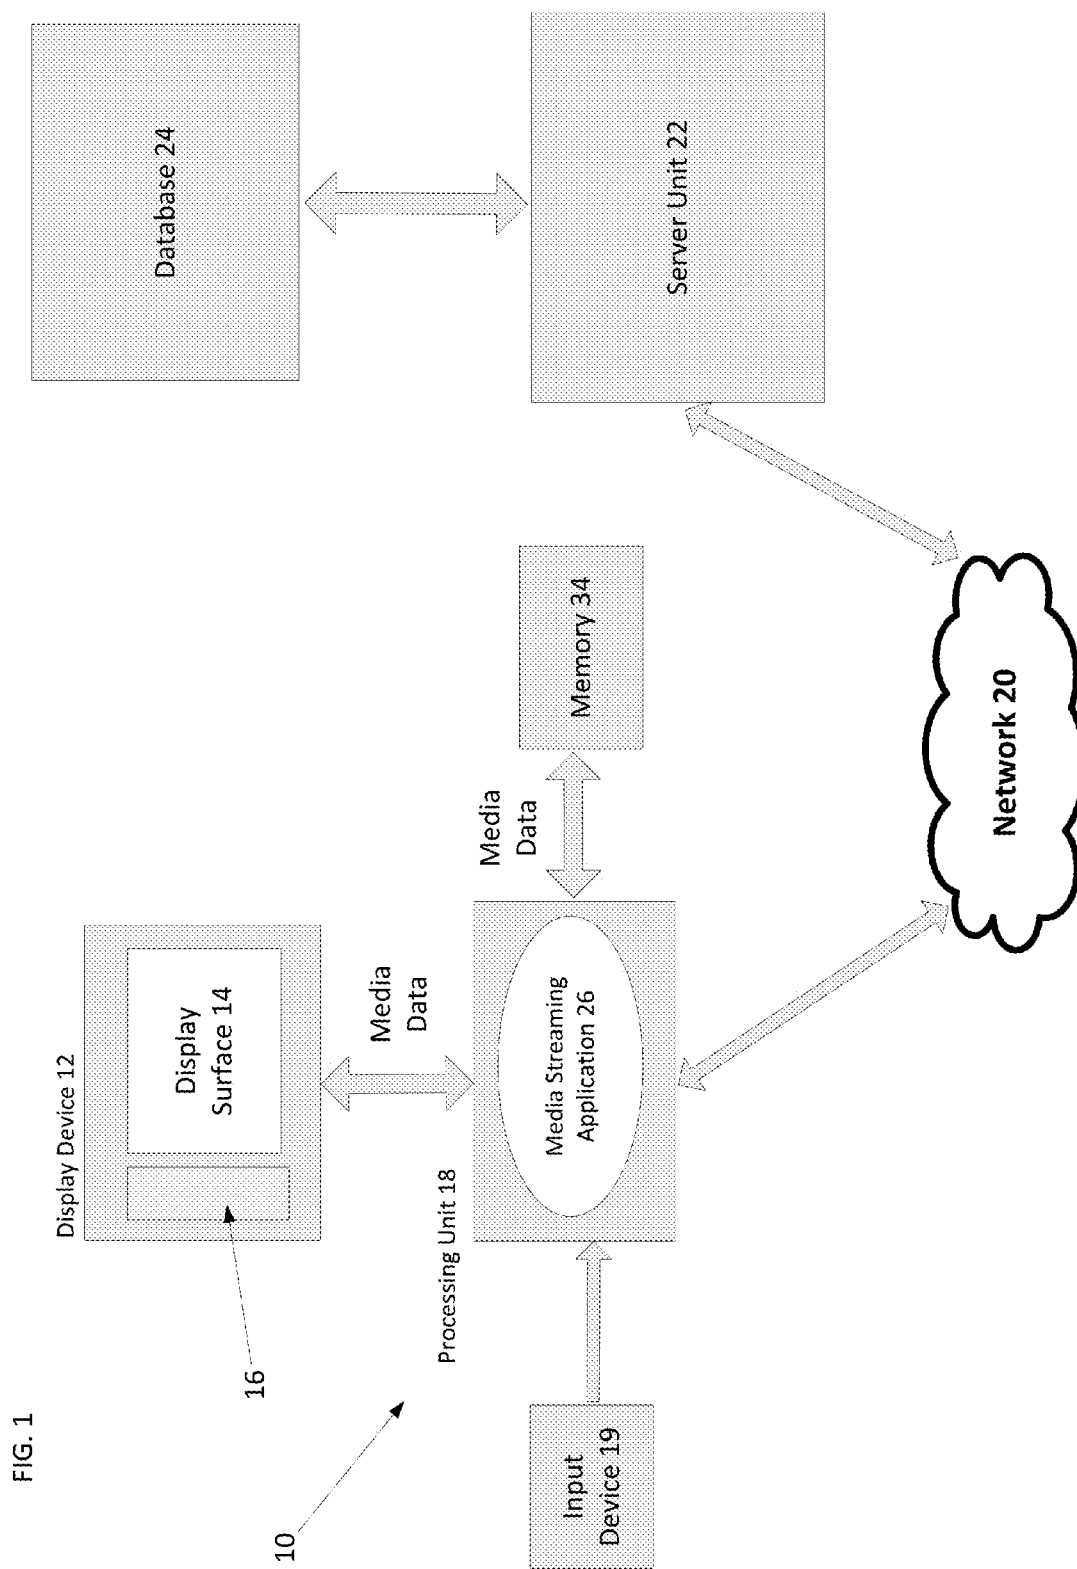 FIG. 1
10
16
Display Device 12
Display
Surface 14
Database 24
Media
Data
Processing Unit 18
Media Streaming
Application 26
Media
Data
Memory 34
Server Unit 22
Input
Device 19
Network 20